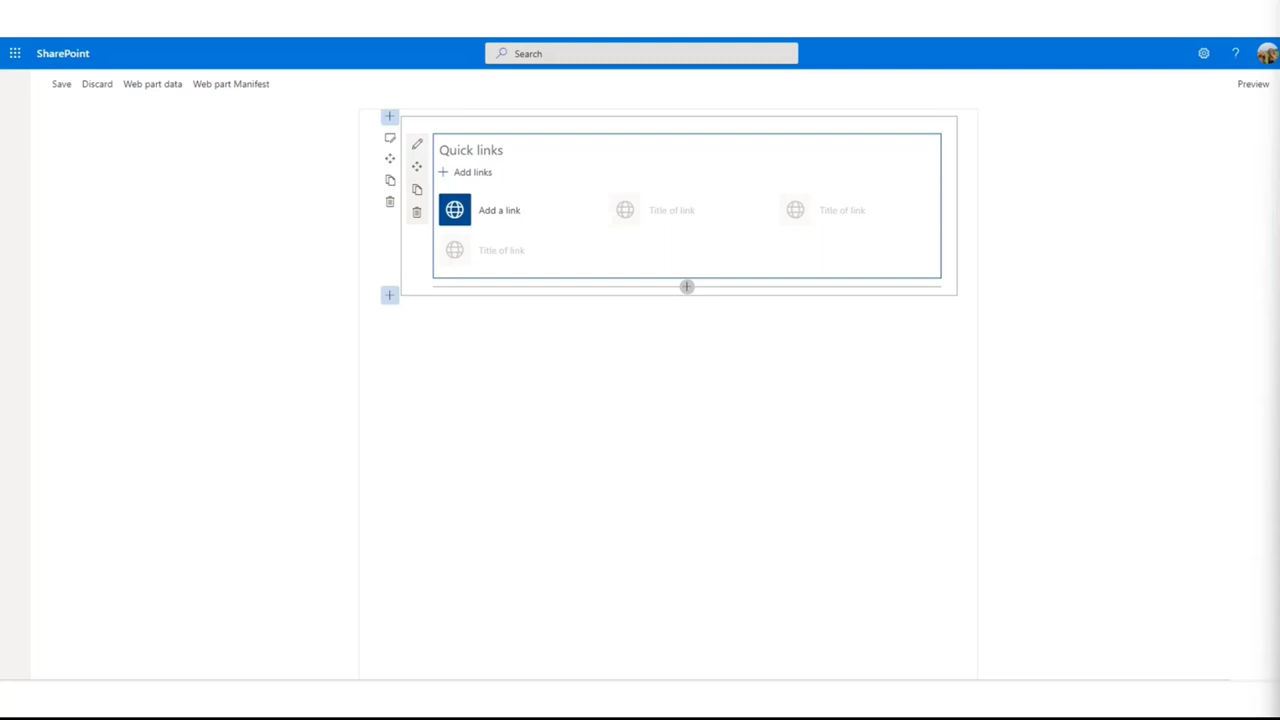 SharePoint
Search
Save Discard Web part data Web part Manifest Preview
Quick links
Add links
Add a link Title of link Title of link
Title of link